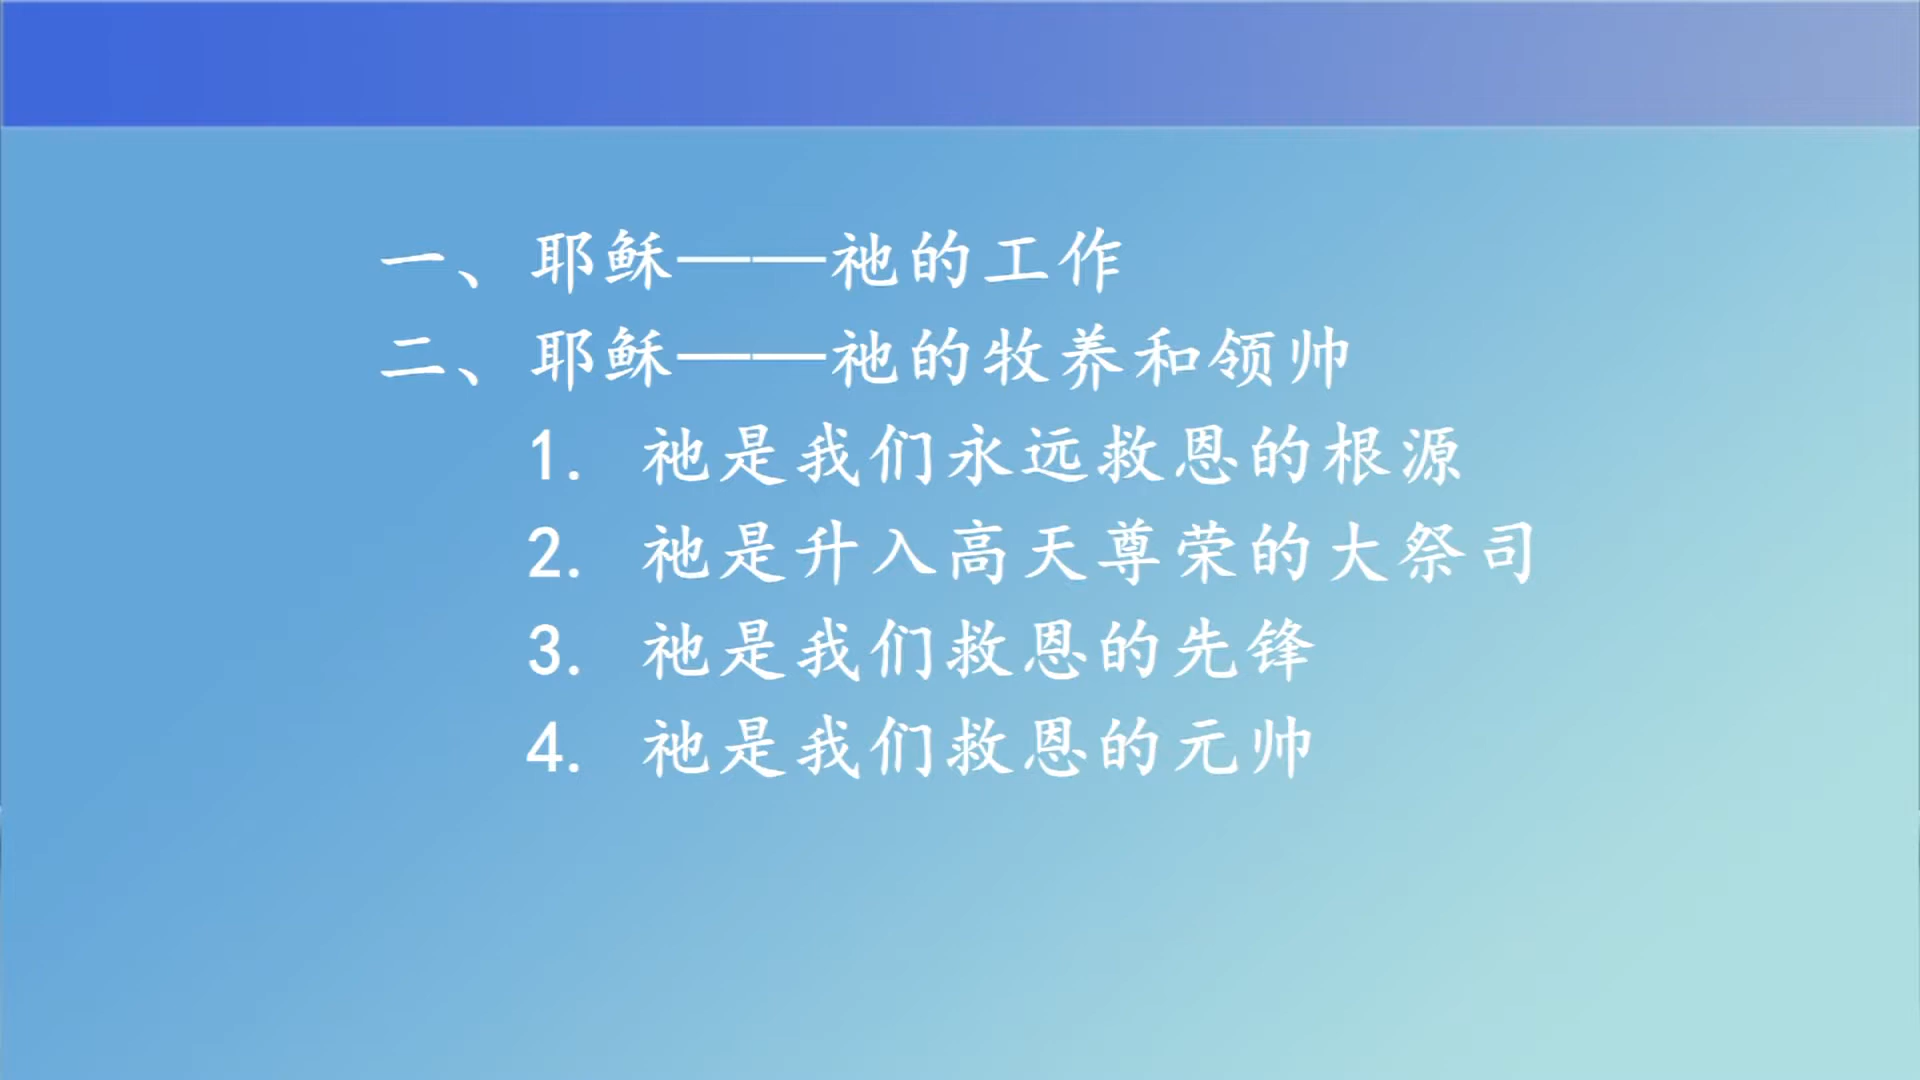 一、耶稣——祂的工作
二、耶稣——祂的牧养和领帅
1. 祂是我们永远救恩的根源
2. 祂是升入高天尊荣的大祭司
3. 祂是我们救恩的先锋
4. 祂是我们救恩的元帅